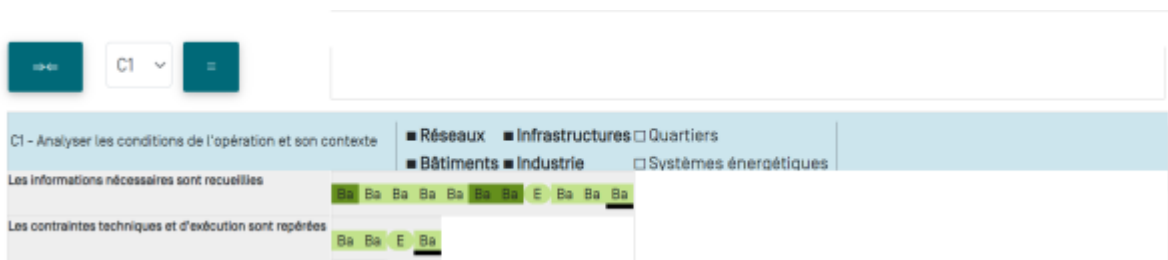 ⇒⇐ C1 =
C1 - Analyser les conditions de l'opération et son contexte
■ Réseaux ■ Infrastructures □ Quartiers
■ Bâtiments ■ Industrie □ Systèmes énergétiques
Les informations nécessaires sont recueillies
Ba Ba Ba Ba Ba Ba Ba E Ba Ba Ba
Les contraintes techniques et d'exécution sont repérées
Ba Ba E Ba